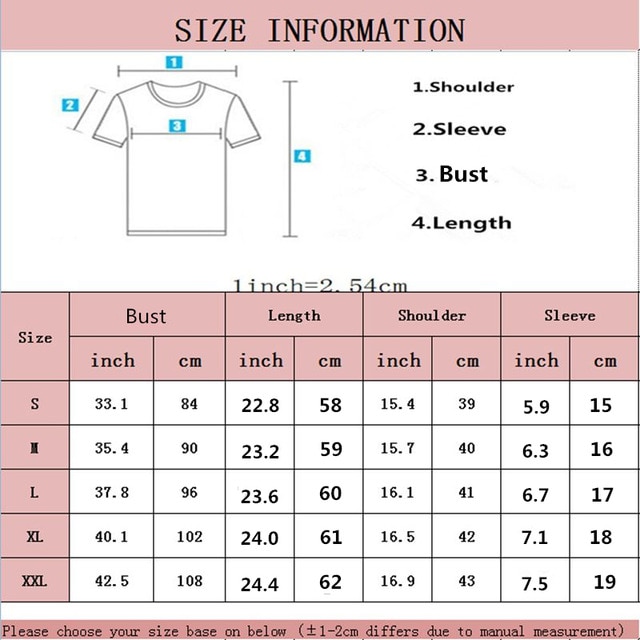 SIZE INFORMATION
1
2
3
4
1.Shoulder
2.Sleeve
3. Bust
4.Length
1inch=2.54cm
Size Bust Length Shoulder Sleeve
inch cm inch cm inch cm inch cm
S 33.1 84 22.8 58 15.4 39 5.9 15
M 35.4 90 23.2 59 15.7 40 6.3 16
L 37.8 96 23.6 60 16.1 41 6.7 17
XL 40.1 102 24.0 61 16.5 42 7.1 18
XXL 42.5 108 24.4 62 16.9 43 7.5 19
Please choose your size base on below (±1-2cm differs due to manual measurement)